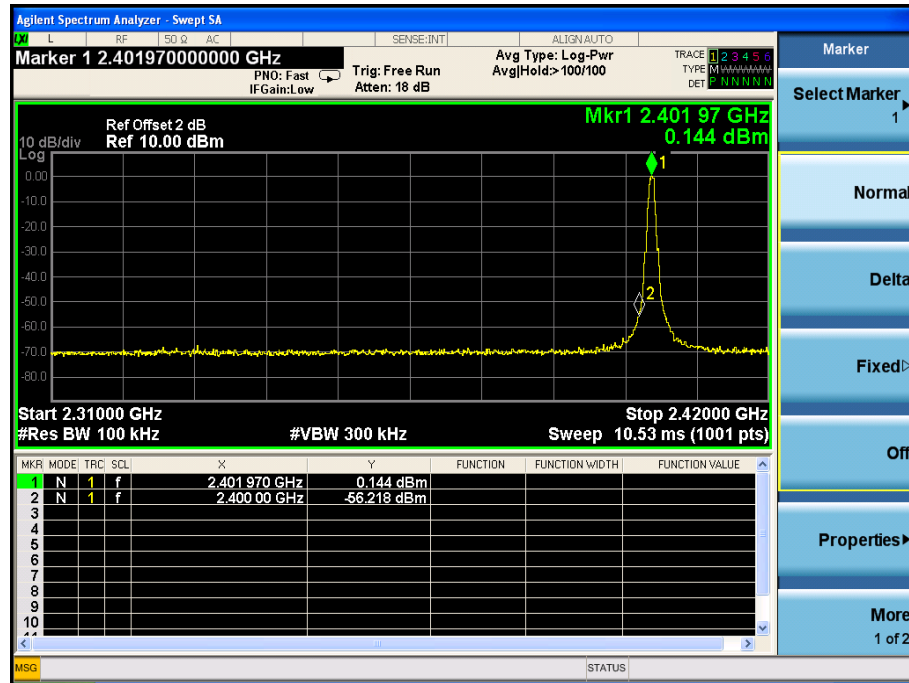 Agilent Spectrum Analyzer - Swept SA
LXI L RF 50 Ω AC SENSE:INT ALIGNAUTO
Marker 1 2.401970000000 GHz
PNO: Fast
IFGain:Low
Trig: Free Run
Atten: 18 dB
Avg Type: Log-Pwr
Avg|Hold:> 100/100
TRACE 1 2 3 4 5 6
TYPE M
DET P N N N N N
Mkr1 2.401 97 GHz
0.144 dBm
Ref Offset 2 dB
10 dB/div Ref 10.00 dBm
Log
1
0.00
-10.0
-20.0
-30.0
-40.0
2
-50.0
-60.0
-70.0
-80.0
Start 2.31000 GHz Stop 2.42000 GHz
#Res BW 100 kHz #VBW 300 kHz Sweep 10.53 ms (1001 pts)
MKR MODE TRC SCL X Y FUNCTION FUNCTION WIDTH FUNCTION VALUE
1 N 1 f 2.401 970 GHz 0.144 dBm
2 N 1 f 2.400 00 GHz -56.218 dBm
3
4
5
6
7
8
9
10
MSG STATUS
Marker
Select Marker
1
Normal
Delta
Fixed
Off
Properties
More
1 of 2